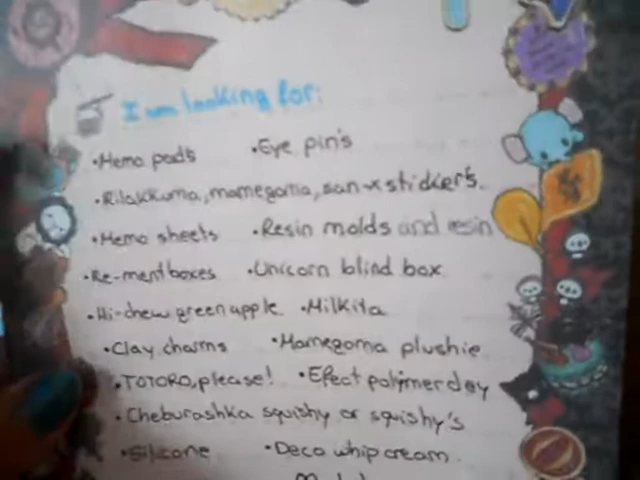 I am looking for:
•Memo pads •Eye pin's
•Rilakkuma, mamegoma, san-x sticker's.
•Memo sheets •Resin molds and resin
•Re-ment boxes •Unicorn blind box
•Hi-chew green apple •Milkita
•Clay charms •Mamegoma plushie
•TOTORO, please! •Efect polymer clay
•Cheburashka squishy or squishy's
•Silicone •Deco whip cream.